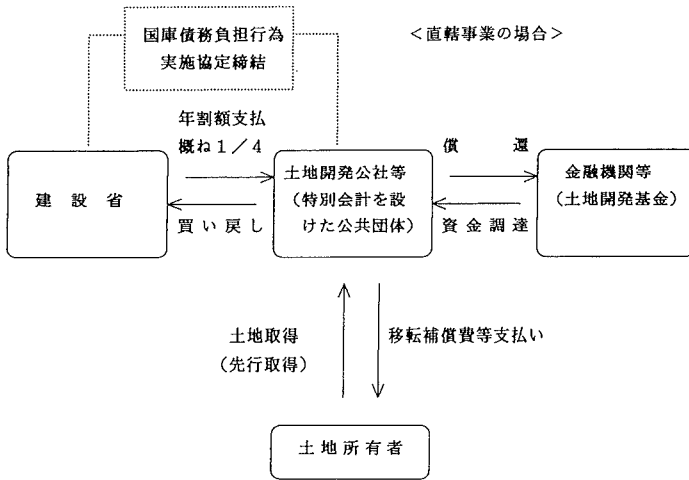 国庫債務負担行為
実施協定締結
＜直轄事業の場合＞
年割額支払
概ね１／４
建設省
買い戻し
土地開発公社等
（特別会計を設
けた公共団体）
償還
資金調達
金融機関等
（土地開発基金）
土地取得
（先行取得）
移転補償費等支払い
土地所有者